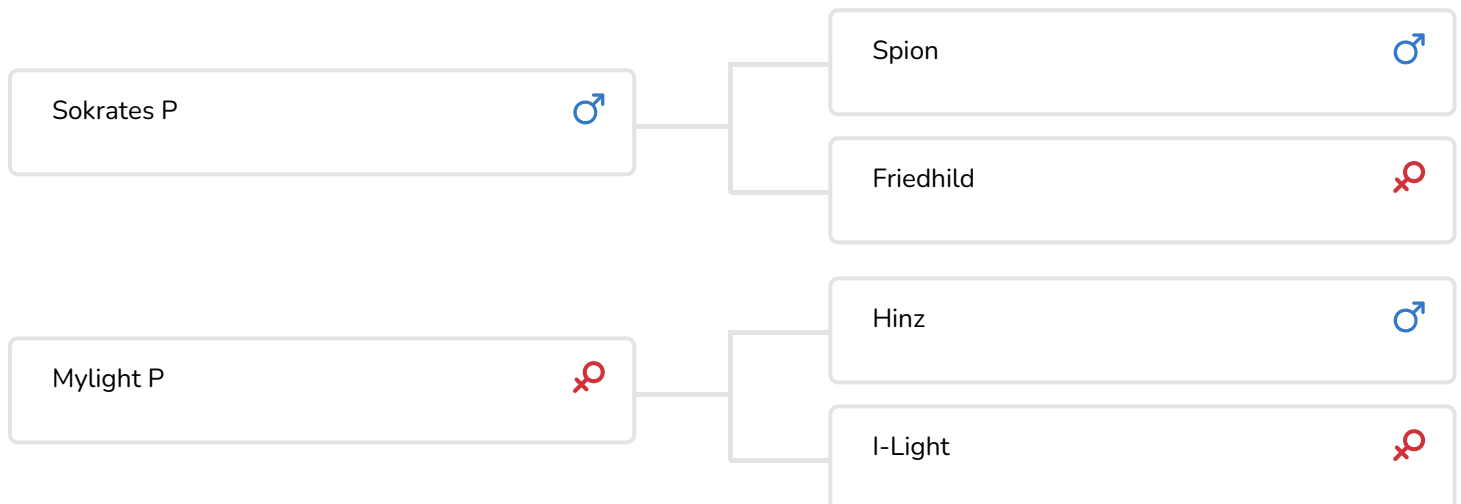 Spion
Sokrates P
Friedhild
Hinz
Mylight P
I-Light